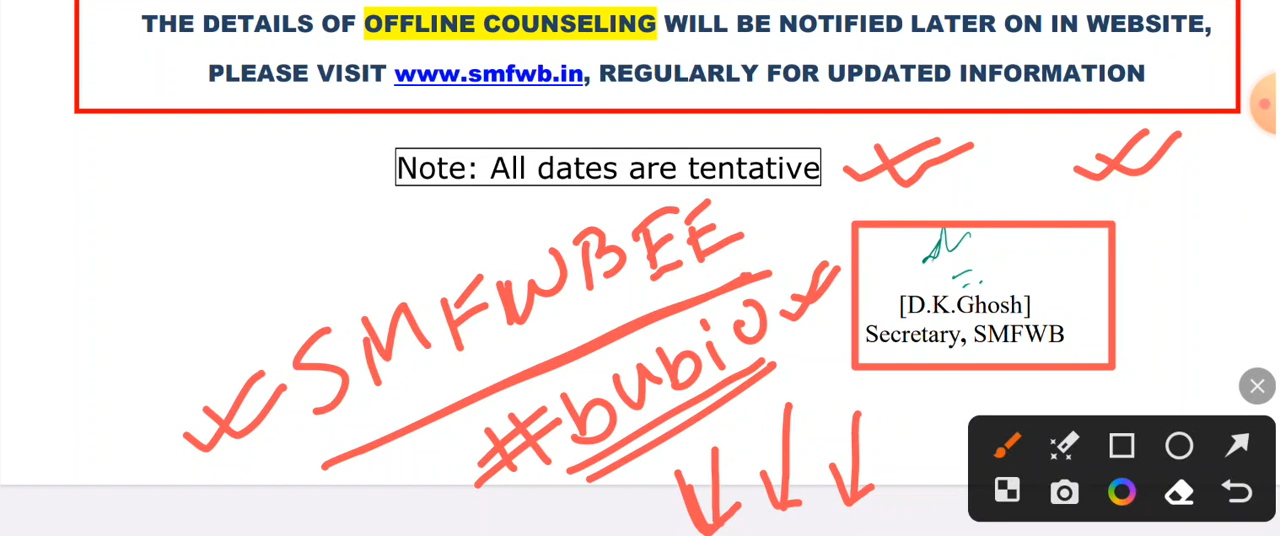 THE DETAILS OF OFFLINE COUNSELING WILL BE NOTIFIED LATER ON IN WEBSITE,
PLEASE VISIT www.smfwb.in, REGULARLY FOR UPDATED INFORMATION
Note: All dates are tentative
SMFWBEE
#bubio
[D.K.Ghosh]
Secretary, SMFWB